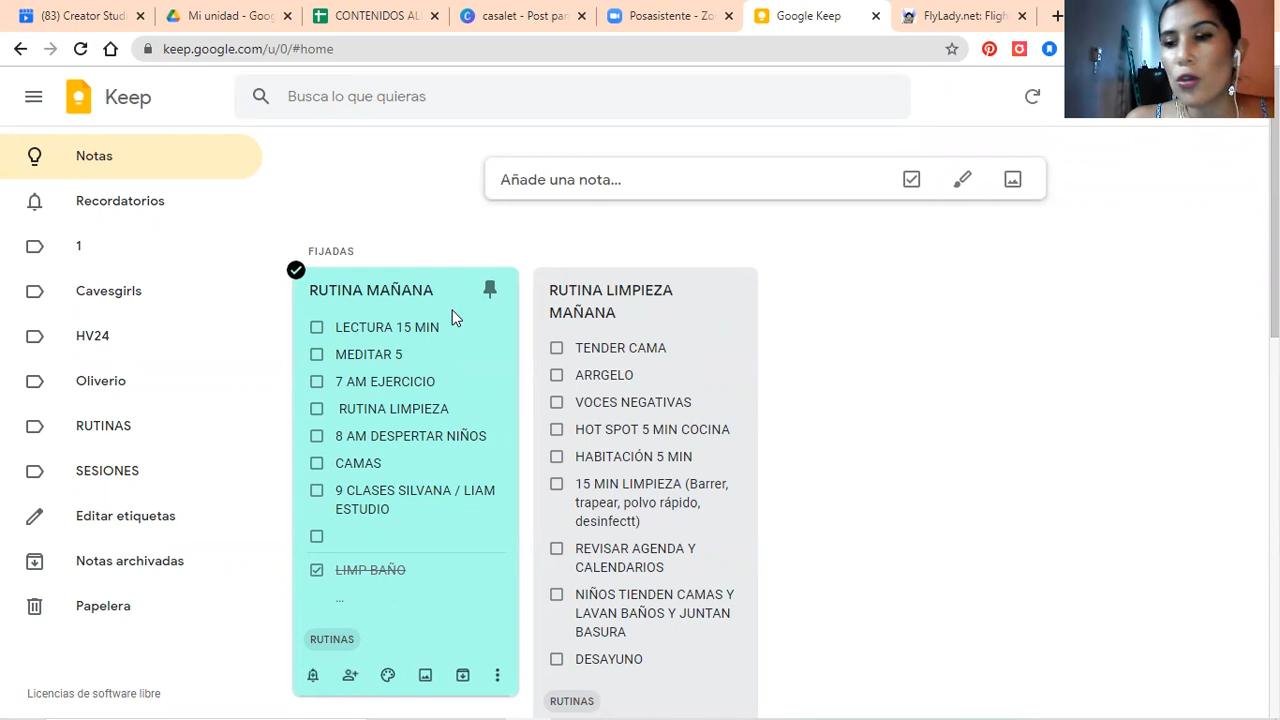 (83) Creator Studi
Mi unidad - Goog
CONTENIDOS ALI
casalet - Post par
Posasistente - Zoo
Google Keep
FlyLady.net: Flight
keep.google.com/u/0/#home
Keep
Busca lo que quieras
Notas
Recordatorios
1
Cavesgirls
HV24
Oliverio
RUTINAS
SESIONES
Editar etiquetas
Notas archivadas
Papelera
Licencias de software libre
Añade una nota...
FIJADAS
RUTINA MAÑANA
LECTURA 15 MIN
MEDITAR 5
7 AM EJERCICIO
RUTINA LIMPIEZA
8 AM DESPERTAR NIÑOS
CAMAS
9 CLASES SILVANA / LIAM
ESTUDIO
LIMP BAÑO
...
RUTINAS
RUTINA LIMPIEZA
MAÑANA
TENDER CAMA
ARRGELO
VOCES NEGATIVAS
HOT SPOT 5 MIN COCINA
HABITACIÓN 5 MIN
15 MIN LIMPIEZA (Barrer,
trapear, polvo rápido,
desinfectt)
REVISAR AGENDA Y
CALENDARIOS
NIÑOS TIENDEN CAMAS Y
LAVAN BAÑOS Y JUNTAN
BASURA
DESAYUNO
RUTINAS